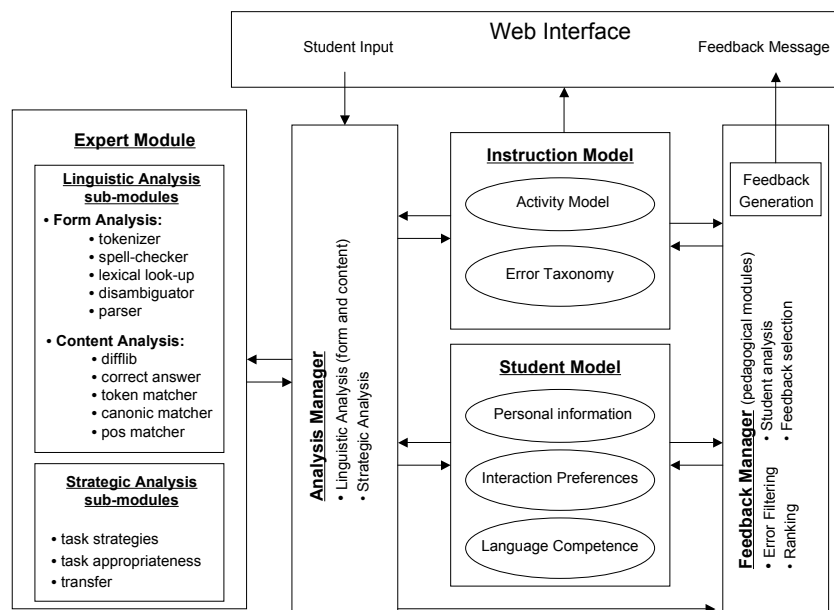 Web Interface
Student Input
Feedback Message
Expert Module
Linguistic Analysis
sub-modules
• Form Analysis:
• tokenizer
• spell-checker
• lexical look-up
• disambiguator
• parser
• Content Analysis:
• difflib
• correct answer
• token matcher
• canonic matcher
• pos matcher
Strategic Analysis
sub-modules
• task strategies
• task appropriateness
• transfer
Analysis Manager
• Linguistic Analysis (form and content)
• Strategic Analysis
Instruction Model
Activity Model
Error Taxonomy
Student Model
Personal information
Interaction Preferences
Language Competence
Feedback
Generation
Feedback Manager (pedagogical modules)
• Error Filtering • Student analysis
• Ranking • Feedback selection